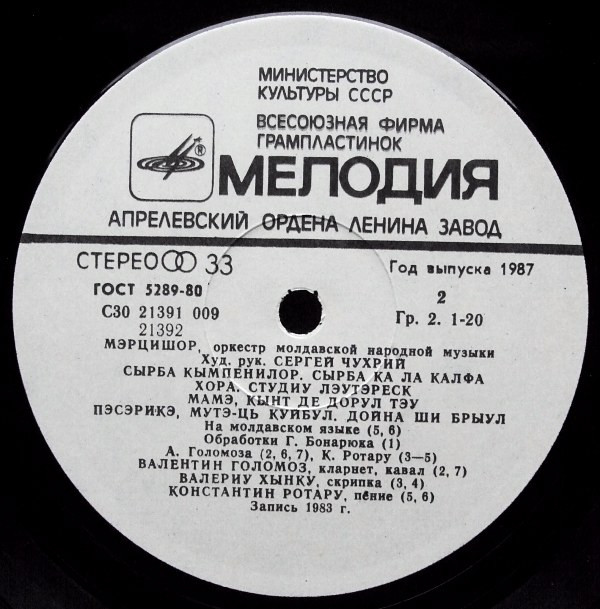 МИНИСТЕРСТВО
КУЛЬТУРЫ СССР
ВСЕСОЮЗНАЯ ФИРМА
ГРАМПЛАСТИНОК
®
МЕЛОДИЯ
АПРЕЛЕВСКИЙ ОРДЕНА ЛЕНИНА ЗАВОД
СТЕРЕО 33
Год выпуска 1987
ГОСТ 5289-80
2
С30 21391 009
Гр. 2. 1-20
21392
МЭРЦИШОР, оркестр молдавской народной музыки
Худ. рук. СЕРГЕЙ ЧУХРИЙ
СЫРБА КЫМПЕНИЛОР. СЫРБА КА ЛА КАЛФА
ХОРА. СТУДИУ ЛЭУТЭРЕСК
МАМЭ, КЫНТ ДЕ ДОРУЛ ТЭУ
ПЭСЭРИКЭ, МУТЭ-ЦЬ КУЙБУЛ. ДОЙНА ШИ БРЫУЛ
На молдавском языке (5, 6)
Обработки Г. Бонарюка (1)
А. Голомоза (2, 6, 7), К. Ротару (3—5)
ВАЛЕНТИН ГОЛОМОЗ, кларнет, кавал (2, 7)
ВАЛЕРИУ ХЫНКУ, скрипка (3, 4)
КОНСТАНТИН РОТАРУ, пение (5, 6)
Запись 1983 г.